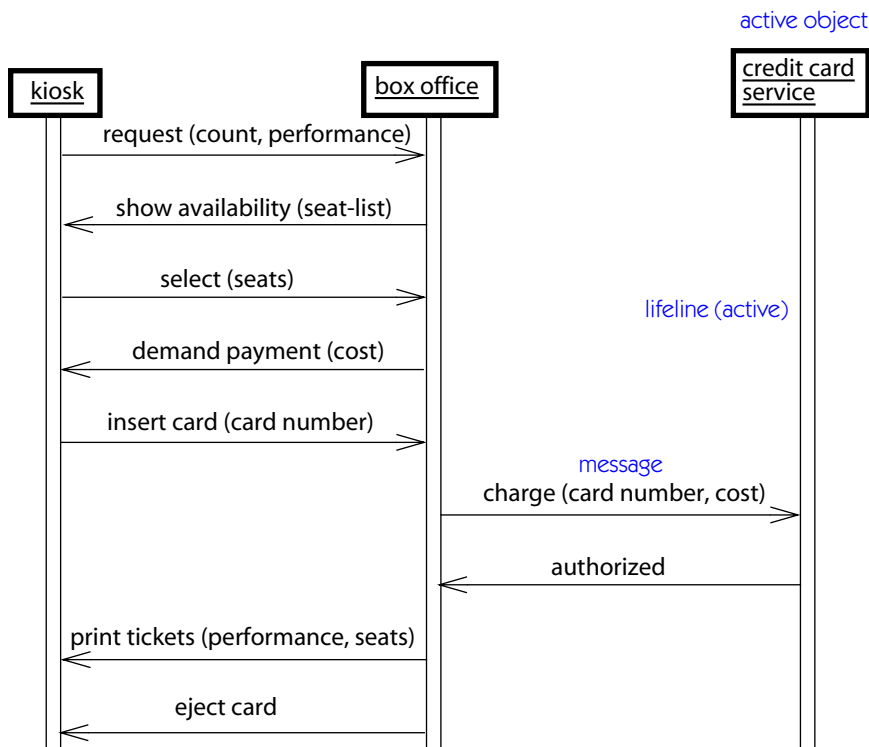 active object
kiosk
box office
credit card
service
request (count, performance)
show availability (seat-list)
select (seats)
lifeline (active)
demand payment (cost)
insert card (card number)
message
charge (card number, cost)
authorized
print tickets (performance, seats)
eject card